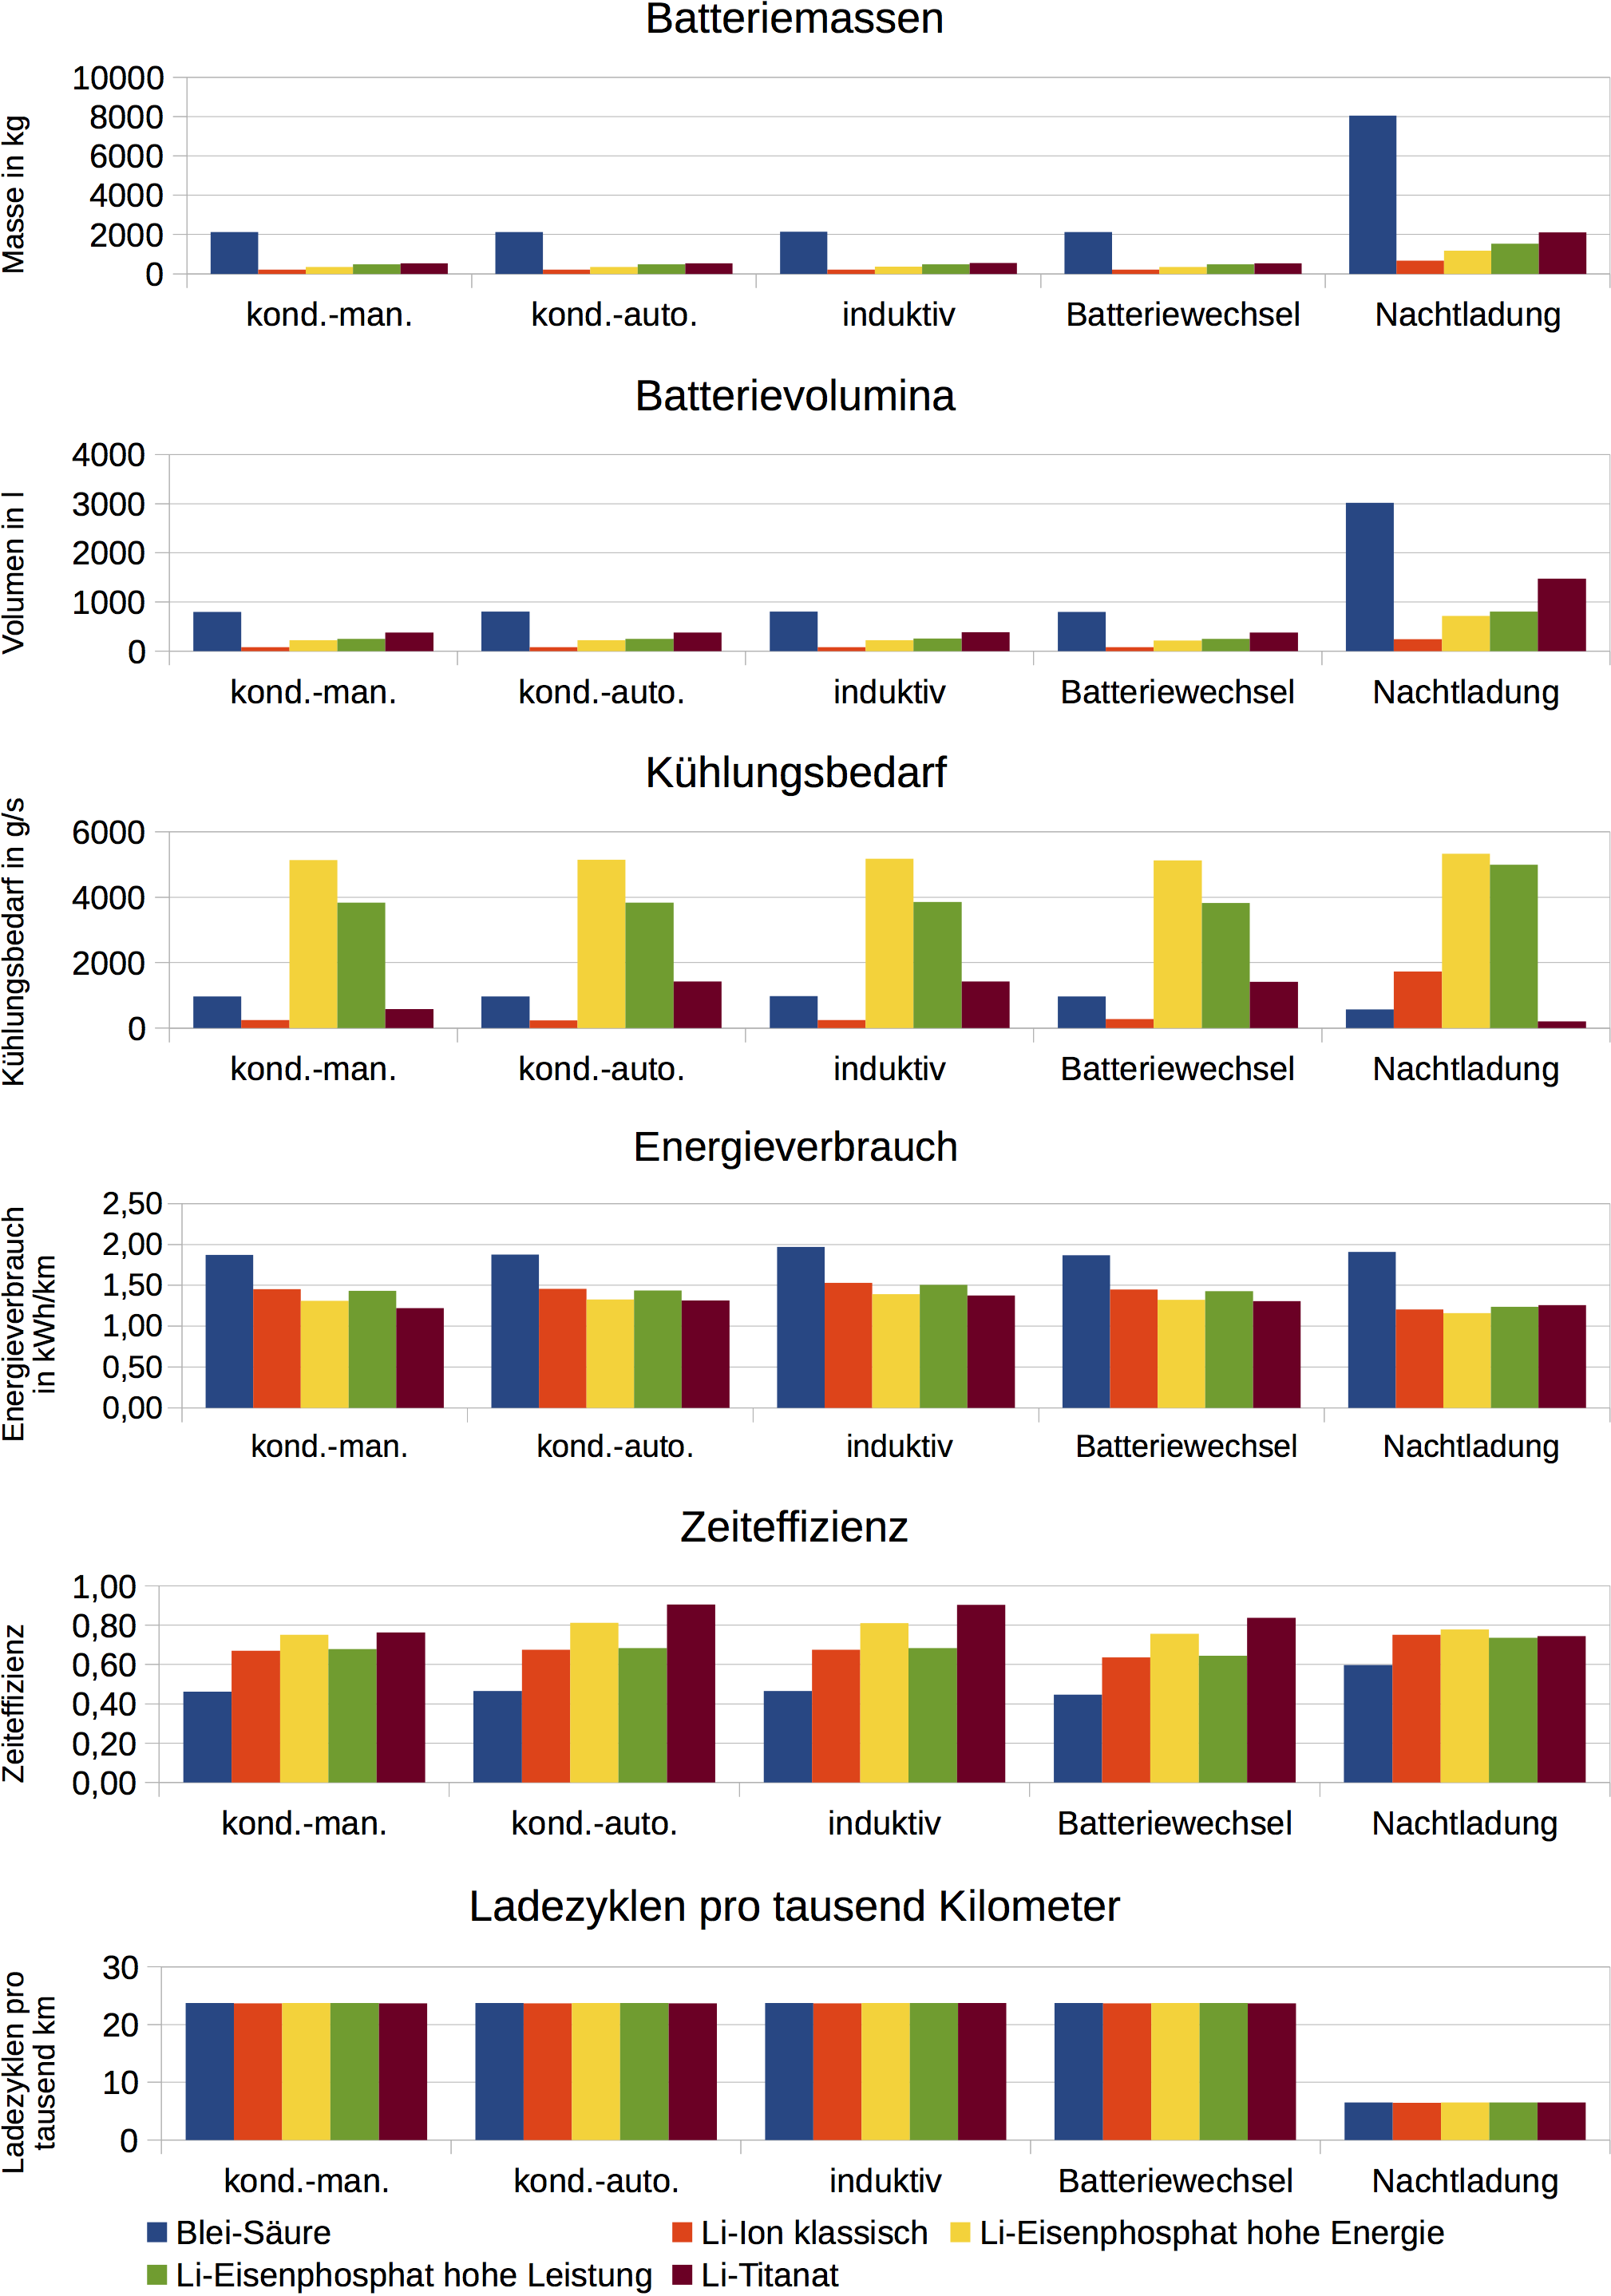 Batteriemassen
Masse in kg
10000
8000
6000
4000
2000
0
kond.-man. kond.-auto. induktiv Batteriewechsel Nachtladung
Batterievolumina
Volumen in l
4000
3000
2000
1000
0
kond.-man. kond.-auto. induktiv Batteriewechsel Nachtladung
Kühlungsbedarf
Kühlungsbedarf in g/s
6000
4000
2000
0
kond.-man. kond.-auto. induktiv Batteriewechsel Nachtladung
Energieverbrauch
Energieverbrauch
in kWh/km
2,50
2,00
1,50
1,00
0,50
0,00
kond.-man. kond.-auto. induktiv Batteriewechsel Nachtladung
Zeiteffizienz
Zeiteffizienz
1,00
0,80
0,60
0,40
0,20
0,00
kond.-man. kond.-auto. induktiv Batteriewechsel Nachtladung
Ladezyklen pro tausend Kilometer
Ladezyklen pro
tausend km
30
20
10
0
kond.-man. kond.-auto. induktiv Batteriewechsel Nachtladung
Blei-Säure Li-Ion klassisch Li-Eisenphosphat hohe Energie
Li-Eisenphosphat hohe Leistung Li-Titanat